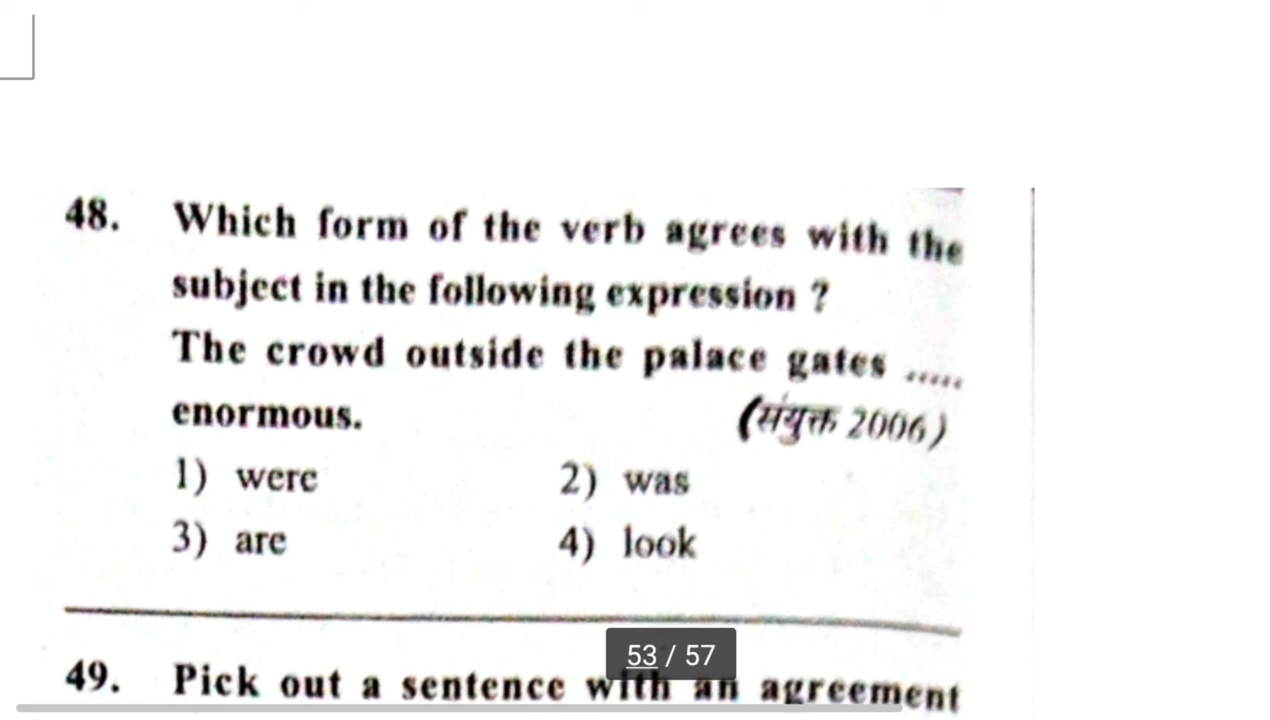 48. Which form of the verb agrees with the
subject in the following expression ?
The crowd outside the palace gates .....
enormous. (संयुक्त 2006)
1) were 2) was
3) are 4) look
53 / 57
49. Pick out a sentence with an agreement